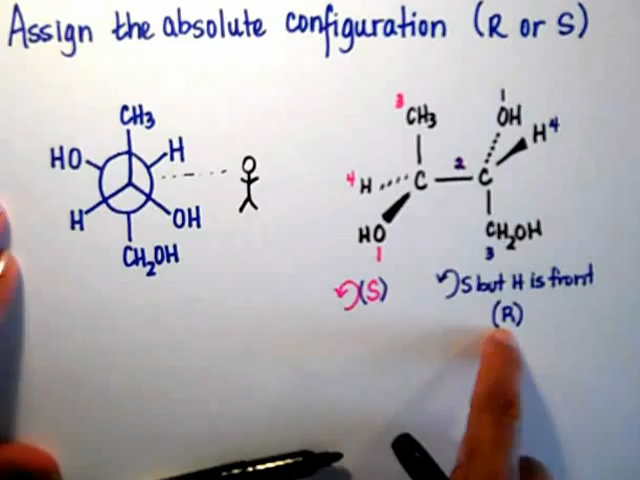 Assign the absolute configuration (R or S)
CH3
HO H
H OH
CH2OH
3 CH3 1 OH
H 4
4 H C 2 C
HO CH2OH
1 3
(S) S but H is front
(R)